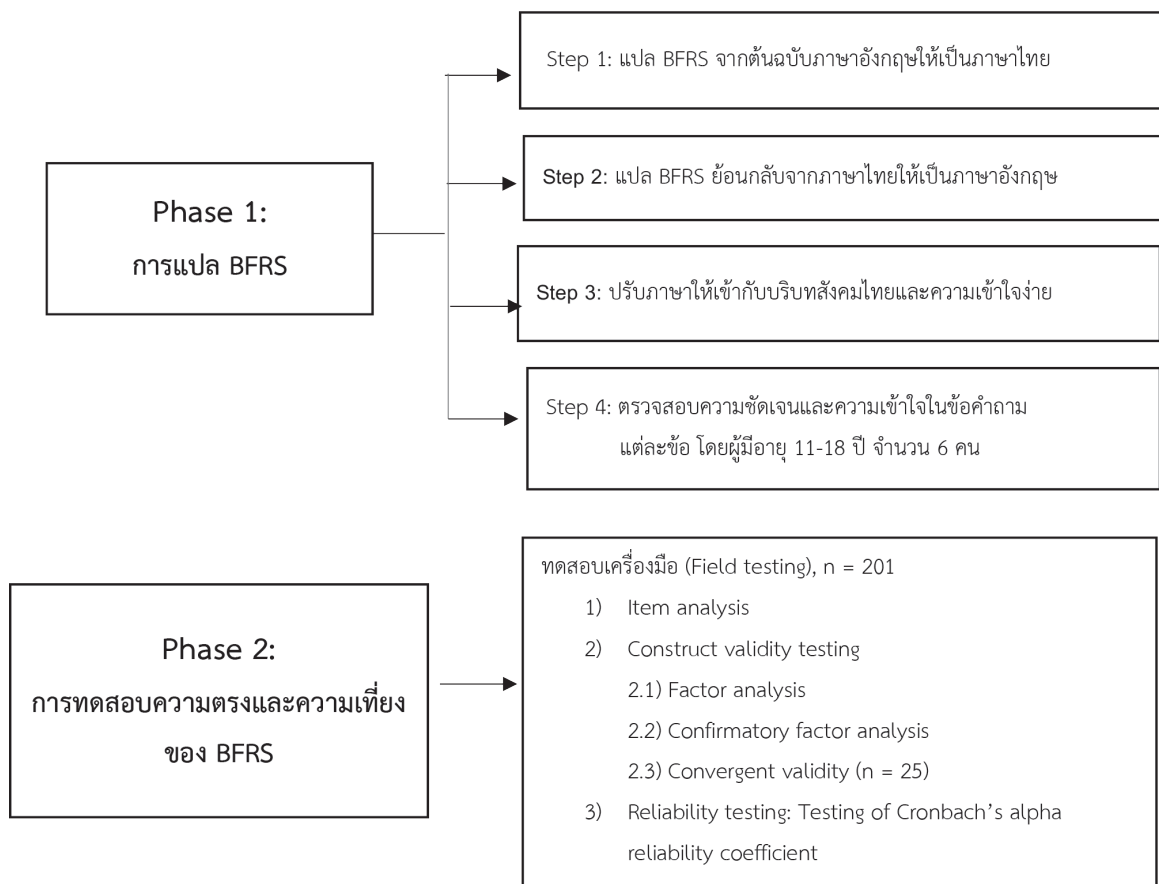 Step 1: แปล BFRS จากต้นฉบับภาษาอังกฤษให้เป็นภาษาไทย
Step 2: แปล BFRS ย้อนกลับจากภาษาไทยให้เป็นภาษาอังกฤษ
Phase 1:
การแปล BFRS
Step 3: ปรับภาษาให้เข้ากับบริบทสังคมไทยและความเข้าใจง่าย
Step 4: ตรวจสอบความชัดเจนและความเข้าใจในข้อคำถาม
แต่ละข้อ โดยผู้มีอายุ 11-18 ปี จำนวน 6 คน
Phase 2:
การทดสอบความตรงและความเที่ยง
ของ BFRS
ทดสอบเครื่องมือ (Field testing), n = 201
1) Item analysis
2) Construct validity testing
2.1) Factor analysis
2.2) Confirmatory factor analysis
2.3) Convergent validity (n = 25)
3) Reliability testing: Testing of Cronbach's alpha
reliability coefficient